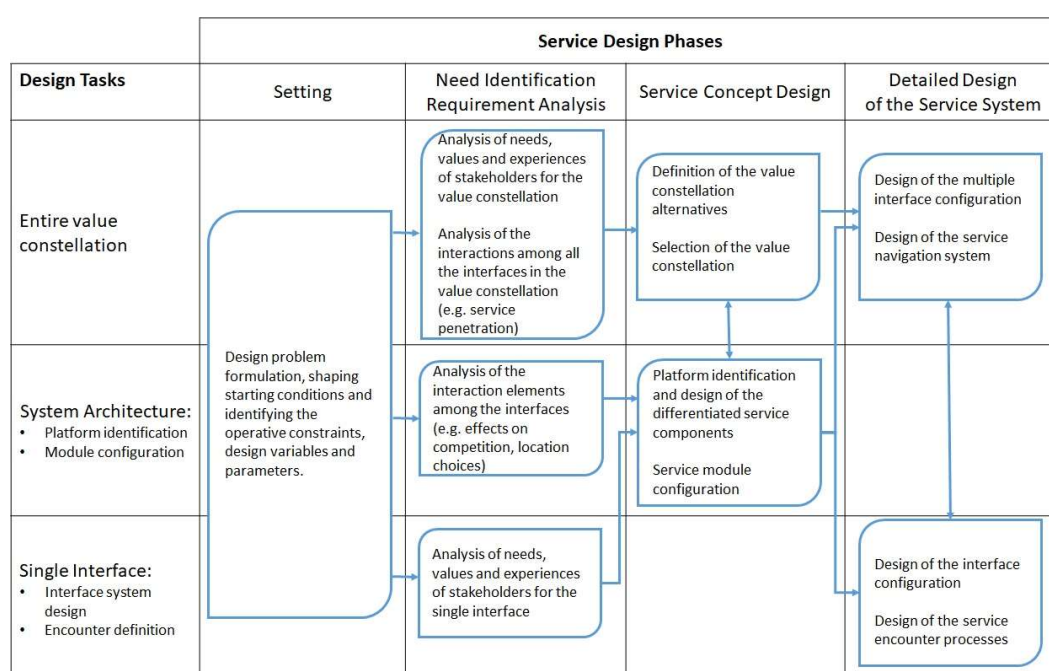 Service Design Phases
Design Tasks
Setting
Need Identification
Requirement Analysis
Service Concept Design
Detailed Design
of the Service System
Entire value
constellation
Design problem
formulation, shaping
starting conditions and
identifying the
operative constraints,
design variables and
parameters.
Analysis of needs,
values and experiences
of stakeholders for the
value constellation
Analysis of the
interactions among all
the interfaces in the
value constellation
(e.g. service
penetration)
Definition of the value
constellation
alternatives
Selection of the value
constellation
Design of the multiple
interface configuration
Design of the service
navigation system
System Architecture:
• Platform identification
• Module configuration
Analysis of the
interaction elements
among the interfaces
(e.g. effects on
competition, location
choices)
Platform identification
and design of the
differentiated service
components
Service module
configuration
Single Interface:
• Interface system
design
• Encounter definition
Analysis of needs,
values and experiences
of stakeholders for the
single interface
Design of the interface
configuration
Design of the service
encounter processes